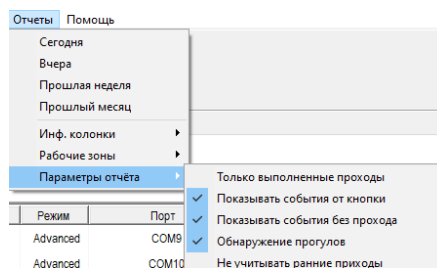 Отчеты Помощь
Сегодня
Вчера
Прошлая неделя
Прошлый месяц
Инф. колонки
Рабочие зоны
Параметры отчёта
Только выполненные проходы
Показывать события от кнопки
Показывать события без прохода
Обнаружение прогулов
Не учитывать ранние приходы
Режим Порт
Advanced COM9
Advanced COM10